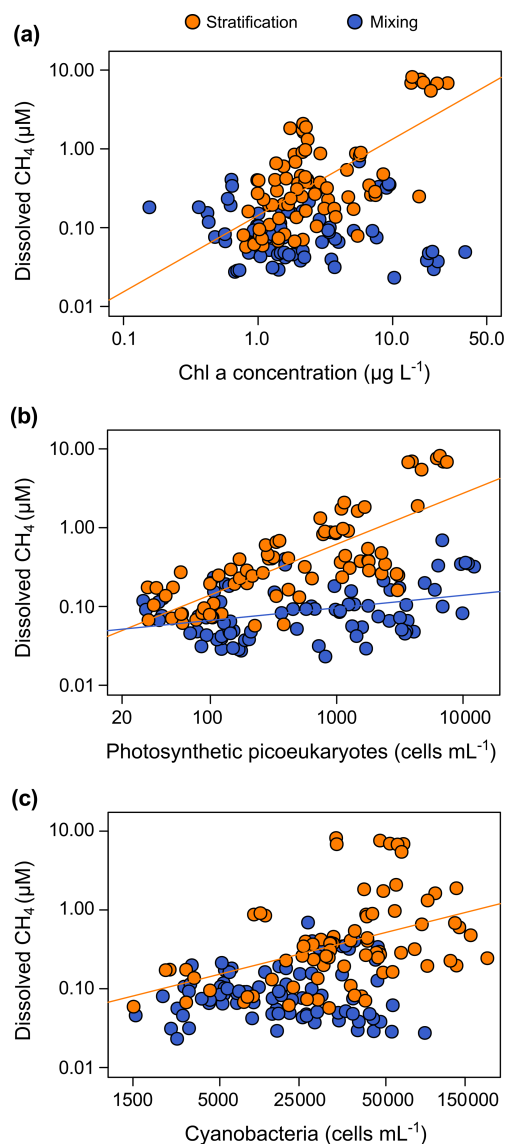 Stratification Mixing
(a)
10.00
1.00
0.10
0.01
Dissolved CH₄ (µM)
0.1 1.0 10.0 50.0
Chl a concentration (µg L⁻¹)
(b)
10.00
1.00
0.10
0.01
Dissolved CH₄ (µM)
20 100 1000 10000
Photosynthetic picoeukaryotes (cells mL⁻¹)
(c)
10.00
1.00
0.10
0.01
Dissolved CH₄ (µM)
1500 5000 25000 50000 150000
Cyanobacteria (cells mL⁻¹)